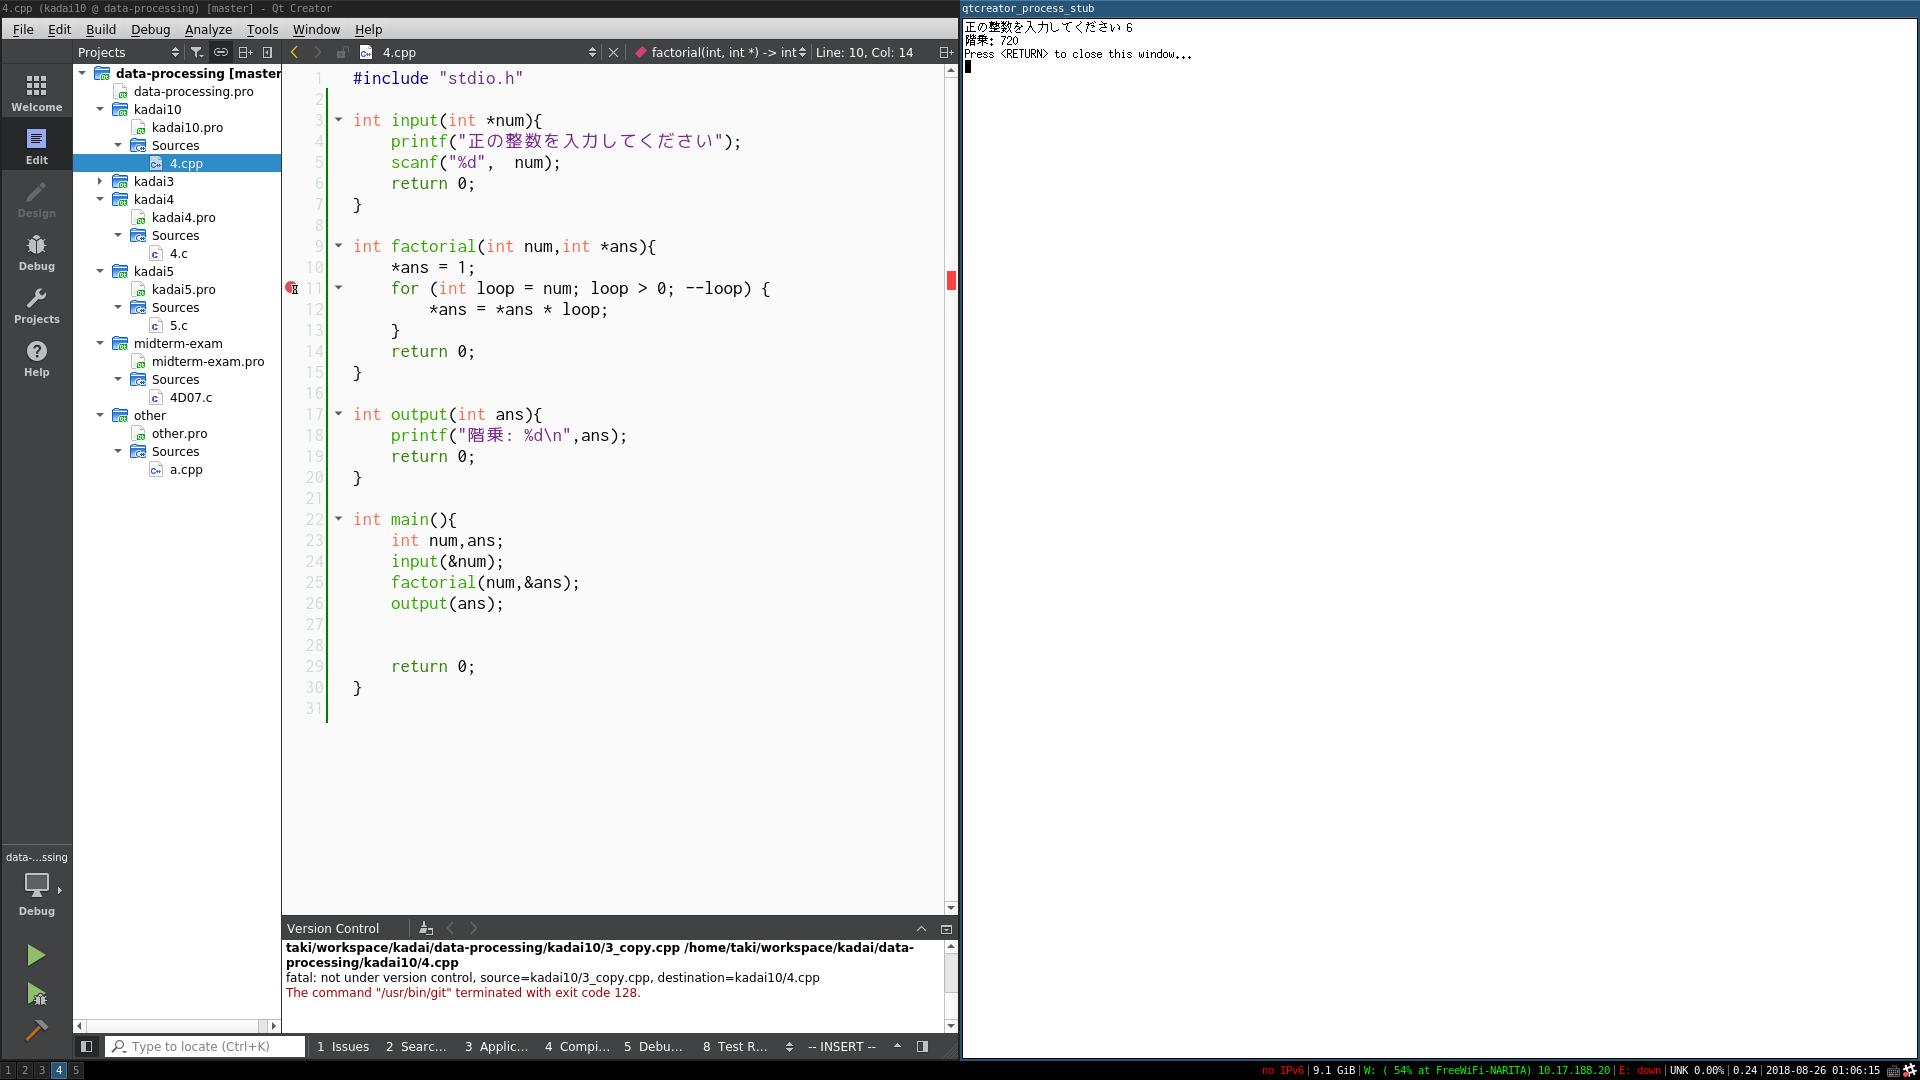 4.cpp (kadai10 @ data-processing) [master] - Qt Creator
File Edit Build Debug Analyze Tools Window Help
Projects
4.cpp
factorial(int, int *) -> int
Line: 10, Col: 14
Welcome
Edit
Design
Debug
Projects
Help
data-...ssing
Debug
data-processing [master
data-processing.pro
kadai10
kadai10.pro
Sources
4.cpp
kadai3
kadai4
kadai4.pro
Sources
4.c
kadai5
kadai5.pro
Sources
5.c
midterm-exam
midterm-exam.pro
Sources
4D07.c
other
other.pro
Sources
a.cpp
1 #include "stdio.h"
2
3 int input(int *num){
4     printf("正の整数を入力してください");
5     scanf("%d",  num);
6     return 0;
7 }
8
9 int factorial(int num,int *ans){
10     *ans = 1;
11     for (int loop = num; loop > 0; --loop) {
12         *ans = *ans * loop;
13     }
14     return 0;
15 }
16
17 int output(int ans){
18     printf("階乗: %d\n",ans);
19     return 0;
20 }
21
22 int main(){
23     int num,ans;
24     input(&num);
25     factorial(num,&ans);
26     output(ans);
27
28
29     return 0;
30 }
31
Version Control
taki/workspace/kadai/data-processing/kadai10/3_copy.cpp /home/taki/workspace/kadai/data-
processing/kadai10/4.cpp
fatal: not under version control, source=kadai10/3_copy.cpp, destination=kadai10/4.cpp
The command "/usr/bin/git" terminated with exit code 128.
Type to locate (Ctrl+K)
1 Issues 2 Searc... 3 Applic... 4 Compi... 5 Debu... 8 Test R... -- INSERT --
qtcreator_process_stub
正の整数を入力してください 6
階乗: 720
Press <RETURN> to close this window...
1 2 3 4 5
no IPv6 | 9.1 GiB | W: ( 54% at FreeWiFi-NARITA) 10.17.188.20 | E: down | UNK 0.00% | 0.24 | 2018-08-26 01:06:15